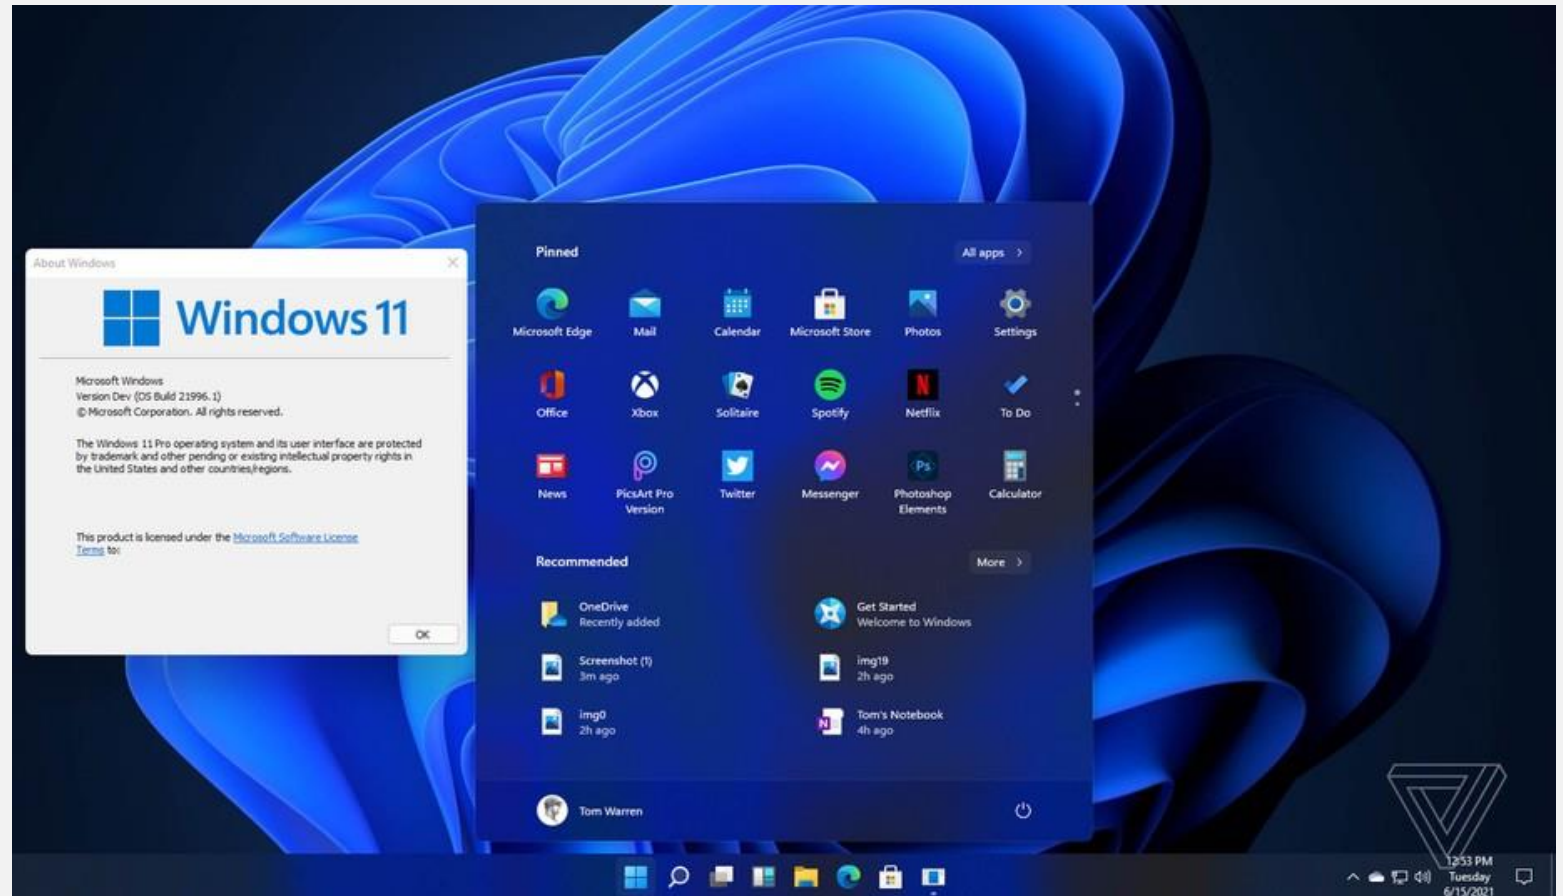 About Windows
Windows 11
Microsoft Windows
Version Dev (OS Build 21996.1)
© Microsoft Corporation. All rights reserved.
The Windows 11 Pro operating system and its user interface are protected
by trademark and other pending or existing intellectual property rights in
the United States and other countries/regions.
This product is licensed under the Microsoft Software License
Terms to:
OK
Pinned
All apps >
Microsoft Edge
Mail
Calendar
Microsoft Store
Photos
Settings
Office
Xbox
Solitaire
Spotify
N
Netflix
To Do
News
PicsArt Pro
Version
Twitter
Messenger
Ps
Photoshop
Elements
Calculator
Recommended
More >
OneDrive
Recently added
Get Started
Welcome to Windows
Screenshot (1)
3m ago
img19
2h ago
img0
2h ago
N
Tom's Notebook
4h ago
Tom Warren
12:53 PM
Tuesday
6/15/2021